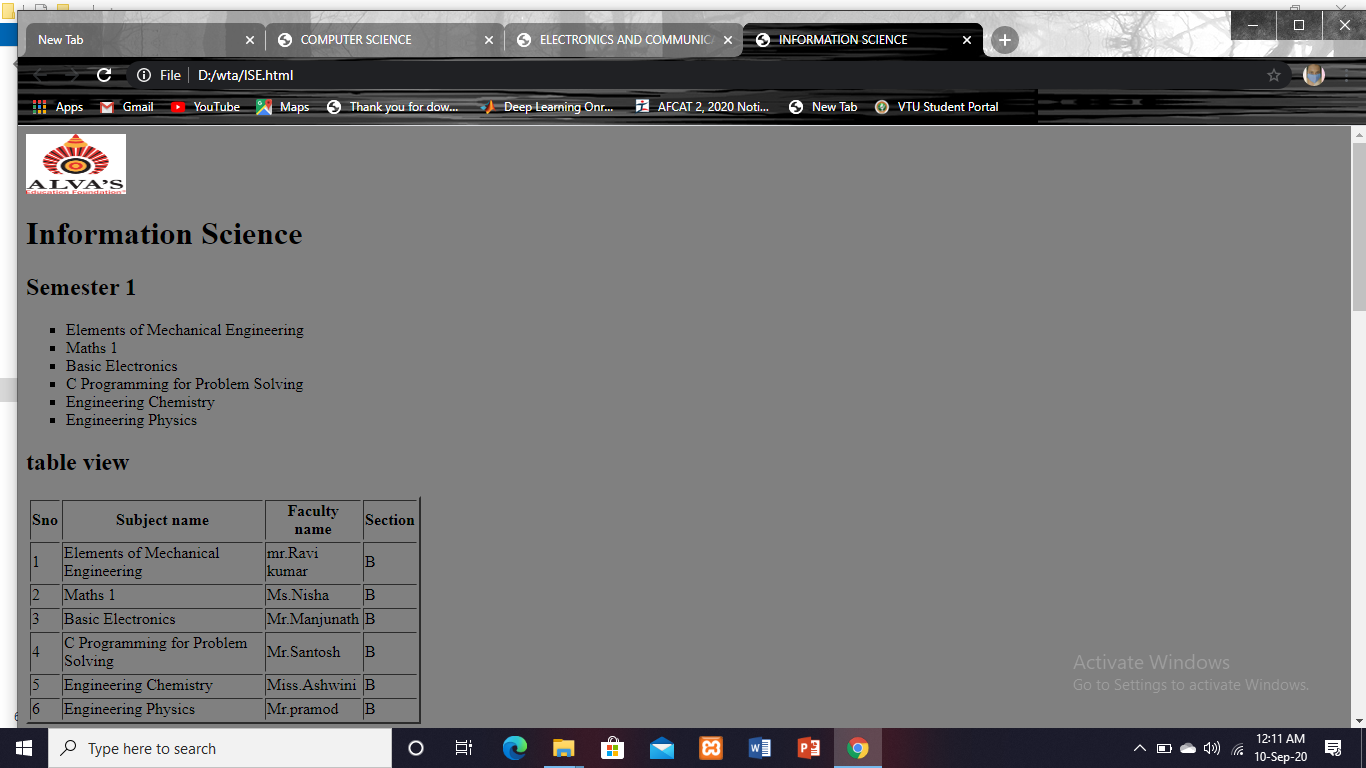 New Tab
COMPUTER SCIENCE
ELECTRONICS AND COMMUNIC
INFORMATION SCIENCE
File
D:/wta/ISE.html
Apps
Gmail
YouTube
Maps
Thank you for dow...
Deep Learning Onr...
AFCAT 2, 2020 Noti...
New Tab
VTU Student Portal
ALVA'S
Education Foundation
Information Science
Semester 1
Elements of Mechanical Engineering
Maths 1
Basic Electronics
C Programming for Problem Solving
Engineering Chemistry
Engineering Physics
table view
Sno Subject name Faculty name Section
1 Elements of Mechanical Engineering mr.Ravi kumar B
2 Maths 1 Ms.Nisha B
3 Basic Electronics Mr.Manjunath B
4 C Programming for Problem Solving Mr.Santosh B
5 Engineering Chemistry Miss.Ashwini B
6 Engineering Physics Mr.pramod B
Activate Windows
Go to Settings to activate Windows.
Type here to search
12:11 AM
10-Sep-20